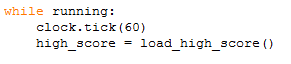 while running:
    clock.tick(60)
    high_score = load_high_score()